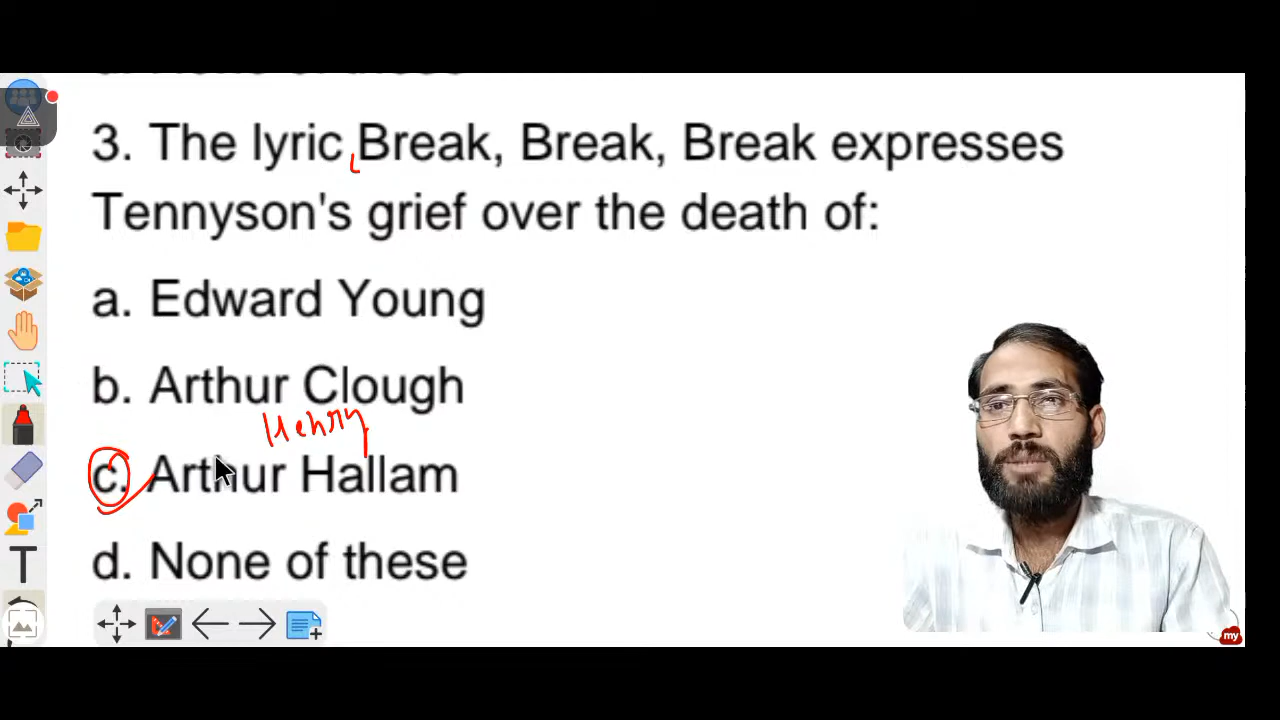 3. The lyric Break, Break, Break expresses
Tennyson's grief over the death of:
a. Edward Young
b. Arthur Clough
Henry
c. Arthur Hallam
d. None of these
T
my